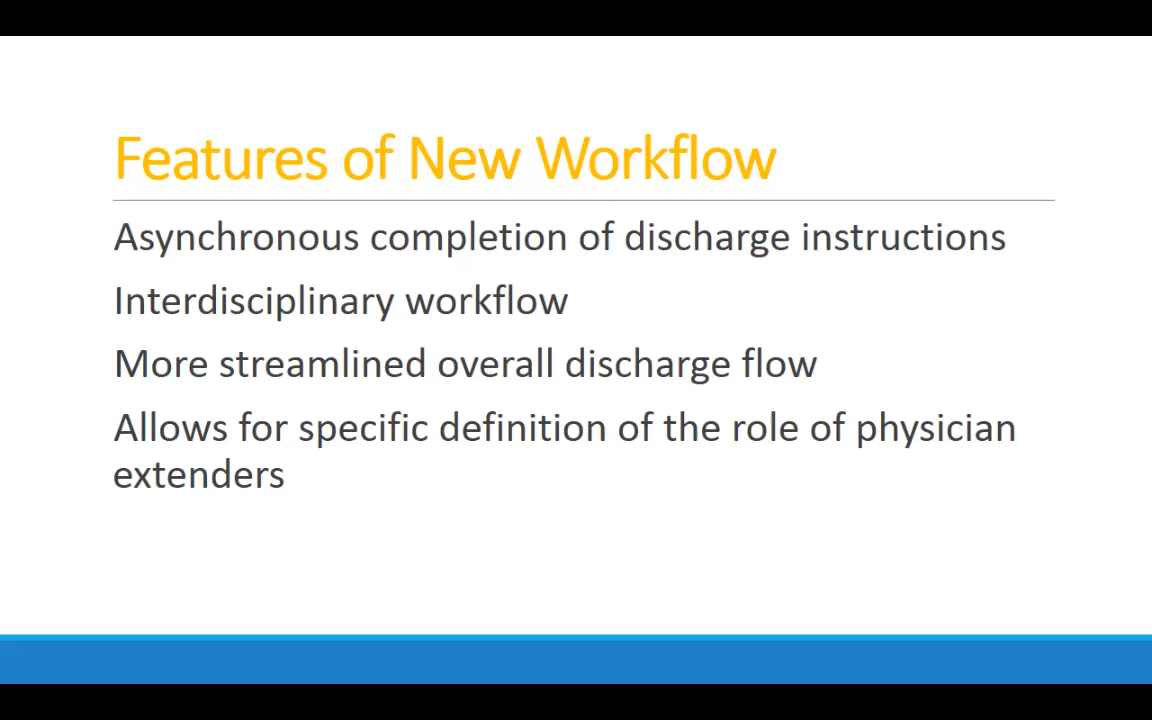 Features of New Workflow
Asynchronous completion of discharge instructions
Interdisciplinary workflow
More streamlined overall discharge flow
Allows for specific definition of the role of physician
extenders